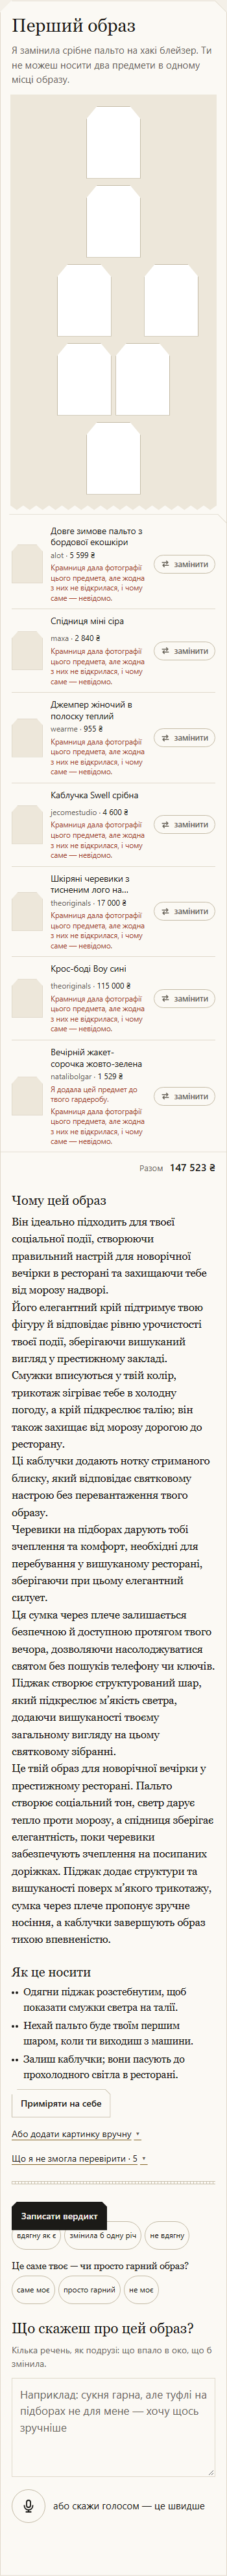 Перший образ
Я замінила срібне пальто на хакі блейзер. Ти
не можеш носити два предмети в одному
місці образу.
Довге зимове пальто з
бордової екошкіри
alot · 5 599 ₴
Крамниця дала фотографії
цього предмета, але жодна
з них не відкрилася, і чому
саме — невідомо.
замінити
Спідниця міні сіра
maxa · 2 840 ₴
Крамниця дала фотографії
цього предмета, але жодна
з них не відкрилася, і чому
саме — невідомо.
замінити
Джемпер жіночий в
полоску теплий
wearme · 955 ₴
Крамниця дала фотографії
цього предмета, але жодна
з них не відкрилася, і чому
саме — невідомо.
замінити
Каблучка Swell срібна
jecomestudio · 4 600 ₴
Крамниця дала фотографії
цього предмета, але жодна
з них не відкрилася, і чому
саме — невідомо.
замінити
Шкіряні черевики з
тисненим лого на...
theoriginals · 17 000 ₴
Крамниця дала фотографії
цього предмета, але жодна
з них не відкрилася, і чому
саме — невідомо.
замінити
Крос-боді Boy сині
theoriginals · 115 000 ₴
Крамниця дала фотографії
цього предмета, але жодна
з них не відкрилася, і чому
саме — невідомо.
замінити
Вечірній жакет-
сорочка жовто-зелена
natalibolgar · 1 529 ₴
Я додала цей предмет до
твого гардеробу.
Крамниця дала фотографії
цього предмета, але жодна
з них не відкрилася, і чому
саме — невідомо.
замінити
Разом 147 523 ₴
Чому цей образ
Він ідеально підходить для твоєї
соціальної події, створюючи
правильний настрій для новорічної
вечірки в ресторані та захищаючи тебе
від морозу надворі.
Його елегантний крій підтримує твою
фігуру й відповідає рівню урочистості
твоєї події, зберігаючи вишуканий
вигляд у престижному закладі.
Смужки вписуються у твій колір,
трикотаж зігріває тебе в холодну
погоду, а крій підкреслює талію; він
також захищає від морозу дорогою до
ресторану.
Ці каблучки додають нотку стриманого
блиску, який відповідає святковому
настрою без перевантаження твого
образу.
Черевики на підборах дарують тобі
зчеплення та комфорт, необхідні для
перебування у вишуканому ресторані,
зберігаючи при цьому елегантний
силует.
Ця сумка через плече залишається
безпечною й доступною протягом твого
вечора, дозволяючи насолоджуватися
святом без пошуків телефону чи ключів.
Піджак створює структурований шар,
який підкреслює м’якість светра,
додаючи вишуканості твоєму
загальному вигляду на цьому
святковому зібранні.
Це твій образ для новорічної вечірки у
престижному ресторані. Пальто
створює соціальний тон, светр дарує
тепло проти морозу, а спідниця зберігає
елегантність, поки черевики
забезпечують зчеплення на посипаних
доріжках. Піджак додає структури та
вишуканості поверх м’якого трикотажу,
сумка через плече пропонує зручне
носіння, а каблучки завершують образ
тихою впевненістю.
Як це носити
Одягни піджак розстебнутим, щоб
показати смужки светра на талії.
Нехай пальто буде твоїм першим
шаром, коли ти виходиш з машини.
Залиш каблучки; вони пасують до
прохолодного світла в ресторані.
Приміряти на себе
Або додати картинку вручну
Що я не змогла перевірити · 5
Записати вердикт
вдягну як є
змінила б одну річ
не вдягну
Це саме твоє — чи просто гарний образ?
саме моє
просто гарний
не моє
Що скажеш про цей образ?
Кілька речень, як подрузі: що впало в око, що б
змінила.
Наприклад: сукня гарна, але туфлі на
підборах не для мене — хочу щось
зручніше
або скажи голосом — це швидше